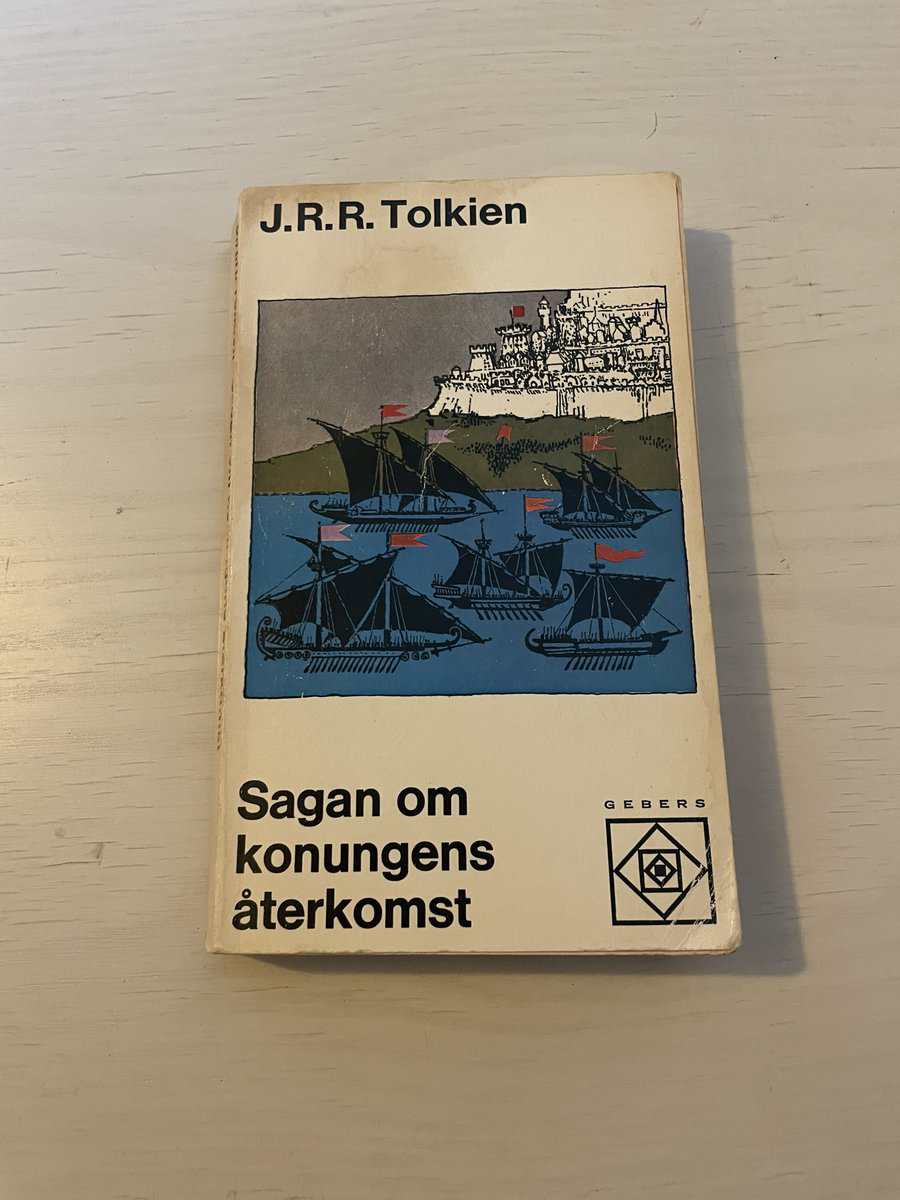 J.R.R. Tolkien
Sagan om
konungens
återkomst
GEBERS